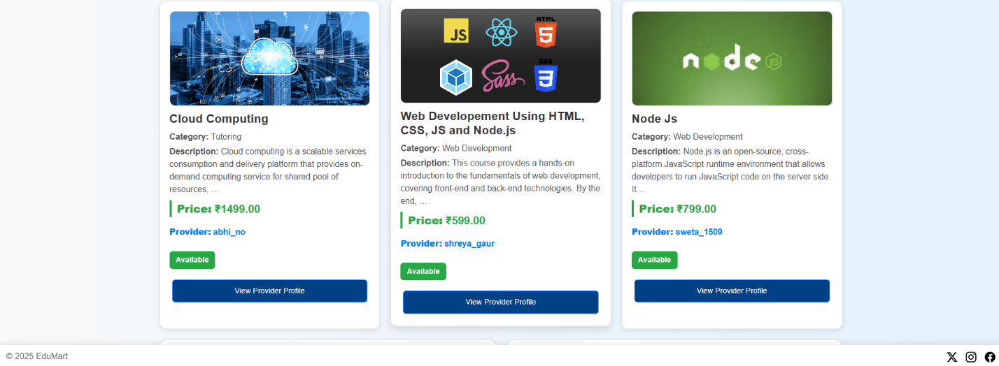 Cloud Computing
Category: Tutoring
Description: Cloud computing is a scalable services
consumption and delivery platform that provides on-
demand computing service for shared pool of
resources, …
Price: ₹1499.00
Provider: abhi_no
Available
View Provider Profile
JS
HTML
5
Sass
CSS
3
Web Developement Using HTML,
CSS, JS and Node.js
Category: Web Development
Description: This course provides a hands-on
introduction to the fundamentals of web development,
covering front-end and back-end technologies. By the
end, …
Price: ₹599.00
Provider: shreya_gaur
Available
View Provider Profile
node JS
Node Js
Category: Web Development
Description: Node.js is an open-source, cross-
platform JavaScript runtime environment that allows
developers to run JavaScript code on the server side.
It …
Price: ₹799.00
Provider: sweta_1509
Available
View Provider Profile
© 2025 EduMart